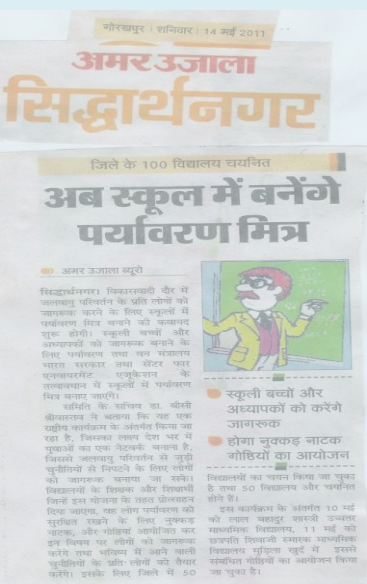 गोरखपुर । शनिवार । 14 मई 2011
अमर उजाला
सिद्धार्थनगर
जिले के 100 विद्यालय चयनित
अब स्कूल में बनेंगे
पर्यावरण मित्र
अमर उजाला ब्यूरो
सिद्धार्थनगर। विकासवादी दौर में
जलवायु परिवर्तन के प्रति लोगों को
जागरूक करने के लिए स्कूलों में
पर्यावरण मित्र बनाने की कवायद
शुरू होगी। स्कूली बच्चों और
अध्यापकों को जागरूक बनाने के
लिए पर्यावरण तथा वन मंत्रालय
भारत सरकार तथा सेंटर फार
एनवायरमेंट एजुकेशन के
तत्वावधान में स्कूलों में पर्यावरण
मित्र बनाए जाएंगे।
समिति के सचिव डा. बीसी
श्रीवास्तव ने बताया कि यह एक
राष्ट्रीय कार्यक्रम के अंतर्गत किया जा
रहा है, जिसका लक्ष्य देश भर में
युवाओं का एक नेटवर्क बनाना है,
जिससे जलवायु परिवर्तन से जुड़ी
चुनौतियों से निपटने के लिए लोगों
को जागरूक बनाया जा सके।
विद्यालयों के शिक्षक और विद्यार्थी
जिन्हें इस योजना के तहत प्रोत्साहन
दिया जाएगा, वह लोग पर्यावरण को
सुरक्षित रखने के लिए नुक्कड़
नाटक, और गोष्ठियां आयोजित कर
इस विषय पर लोगों को जागरूक
करेंगे तथा भविष्य में आने वाली
चुनौतियों के प्रति लोगों को तैयार
करेंगे। इसके लिए जिले में 50
स्कूली बच्चों और
अध्यापकों को करेंगे
जागरूक
होगा नुक्कड़ नाटक
गोष्ठियों का आयोजन
विद्यालयों का चयन किया जा चुका
है तथा 50 विद्यालय और चयनित
होने हैं।
इस कार्यक्रम के अंतर्गत 10 मई
को लाल बहादुर शास्त्री उच्चतर
माध्यमिक विद्यालय, 11 मई को
छत्रपति शिवाजी स्मारक माध्यमिक
विद्यालय मुड़िला खुर्द में इससे
संबंधित गोष्ठियों का आयोजन किया
जा चुका है।